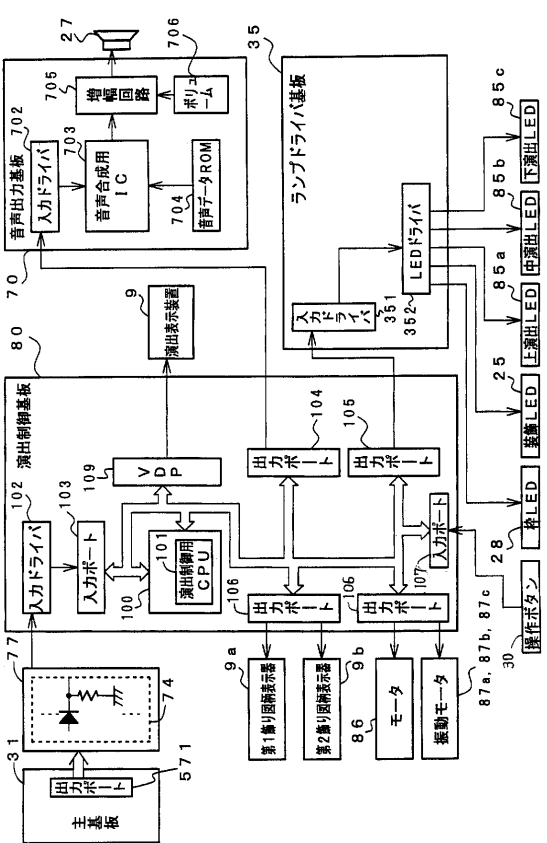 31
主基板
出力ポート
571
77
74
80
演出制御基板
102
入力ドライバ
103
入力ポート
109
VDP
100
101
演出制御用
CPU
104
出力ポート
105
出力ポート
106
出力ポート
106
出力ポート
107
入力ポート
9
演出表示装置
70
音声出力基板
702
入力ドライバ
703
音声合成用
IC
704
音声データROM
705
増幅
回路
706
ボリューム
27
35
ランプドライバ基板
351
入力
ドライバ
352
LEDドライバ
9a
第1飾り図柄表示器
9b
第2飾り図柄表示器
86
モータ
87a, 87b, 87c
振動モータ
30
操作ボタン
28
枠LED
25
装飾LED
85a
上演出LED
85b
中演出LED
85c
下演出LED